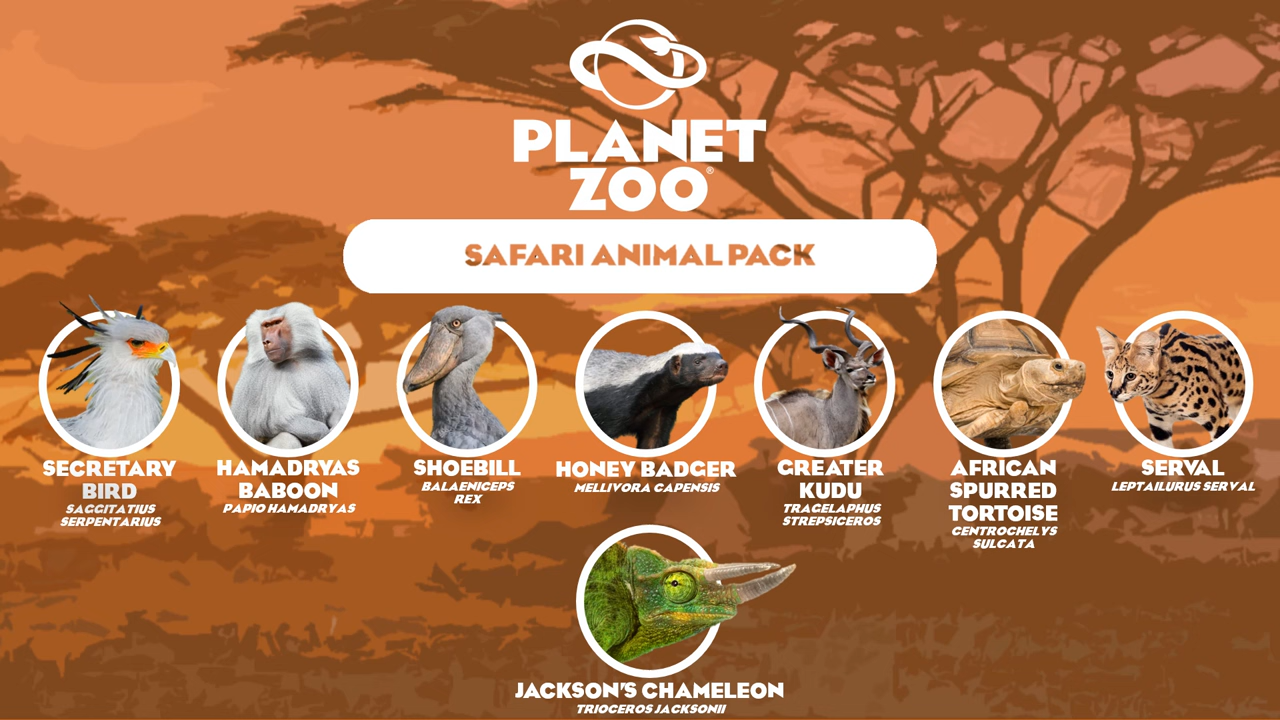 PLANET
ZOO®
SAFARI ANIMAL PACK
SECRETARY
BIRD
SAGGITATIUS
SERPENTARIUS
HAMADRYAS
BABOON
PAPIO HAMADRYAS
SHOEBILL
BALAENICEPS
REX
HONEY BADGER
MELLIVORA CAPENSIS
GREATER
KUDU
TRAGELAPHUS
STREPSICEROS
AFRICAN
SPURRED
TORTOISE
CENTROCHELYS
SULCATA
SERVAL
LEPTAILURUS SERVAL
JACKSON'S CHAMELEON
TRIOCEROS JACKSONII